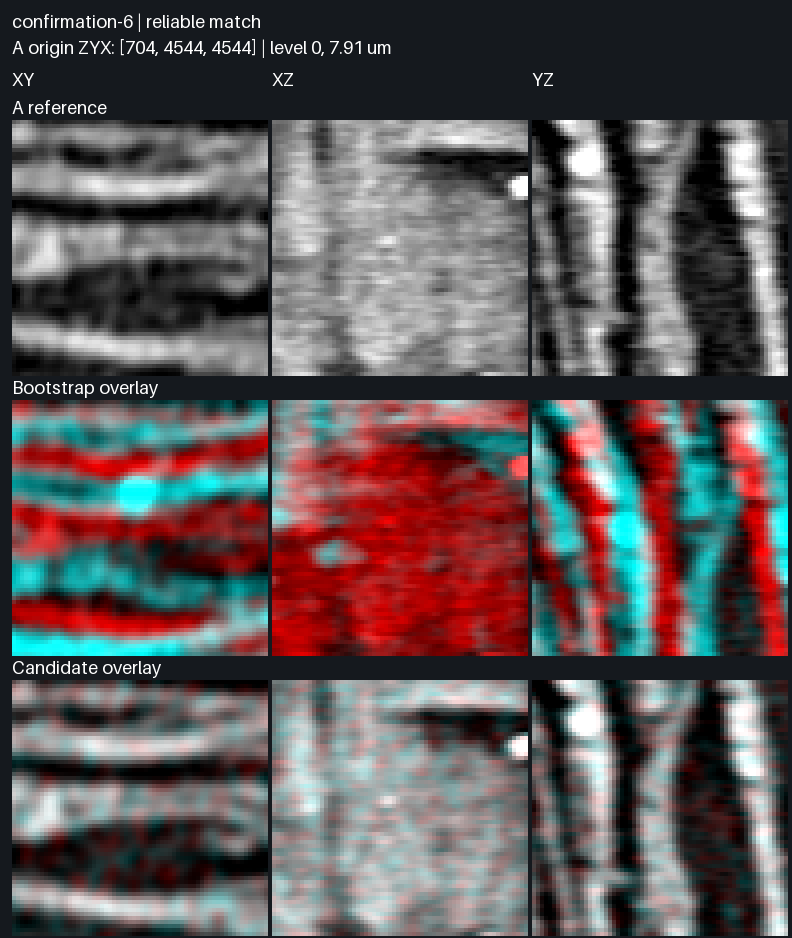 confirmation-6 | reliable match
A origin ZYX: [704, 4544, 4544] | level 0, 7.91 um
XY XZ YZ
A reference
Bootstrap overlay
Candidate overlay